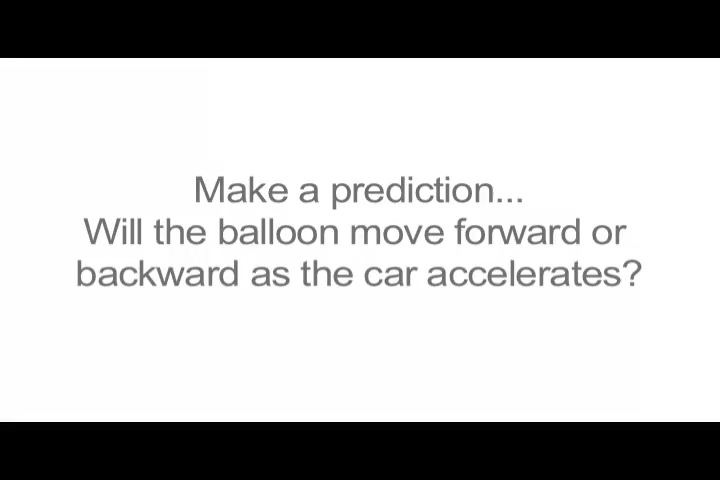 Make a prediction...
Will the balloon move forward or
backward as the car accelerates?